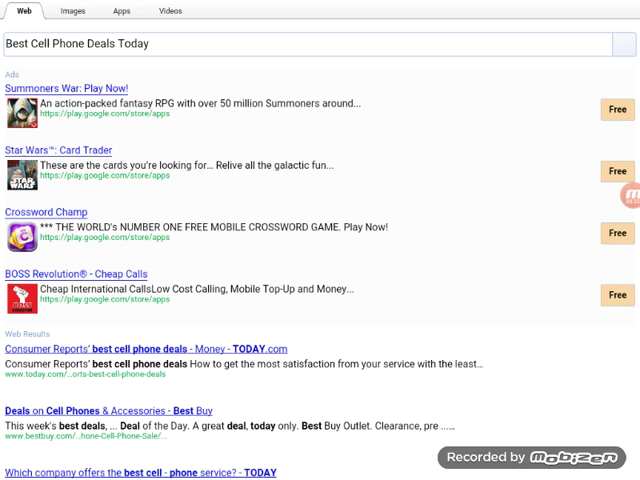 Web Images Apps Videos
Best Cell Phone Deals Today
Ads
Summoners War: Play Now!
An action-packed fantasy RPG with over 50 million Summoners around...
https://play.google.com/store/apps
Free
Star Wars™: Card Trader
These are the cards you're looking for... Relive all the galactic fun...
https://play.google.com/store/apps
Free
STAR WARS
Crossword Champ
*** THE WORLD's NUMBER ONE FREE MOBILE CROSSWORD GAME. Play Now!
https://play.google.com/store/apps
Free
BOSS Revolution® - Cheap Calls
Cheap International CallsLow Cost Calling, Mobile Top-Up and Money...
https://play.google.com/store/apps
Free
Web Results
Consumer Reports’ best cell phone deals - Money - TODAY.com
Consumer Reports’ best cell phone deals How to get the most satisfaction from your service with the least...
www.today.com/...orts-best-cell-phone-deals
Deals on Cell Phones & Accessories - Best Buy
This week's best deals, ... Deal of the Day. A great deal, today only. Best Buy Outlet. Clearance, pre ......
www.bestbuy.com/...hone-Cell-Phone-Sale/...
Recorded by Mobizen
Which company offers the best cell - phone service? - TODAY